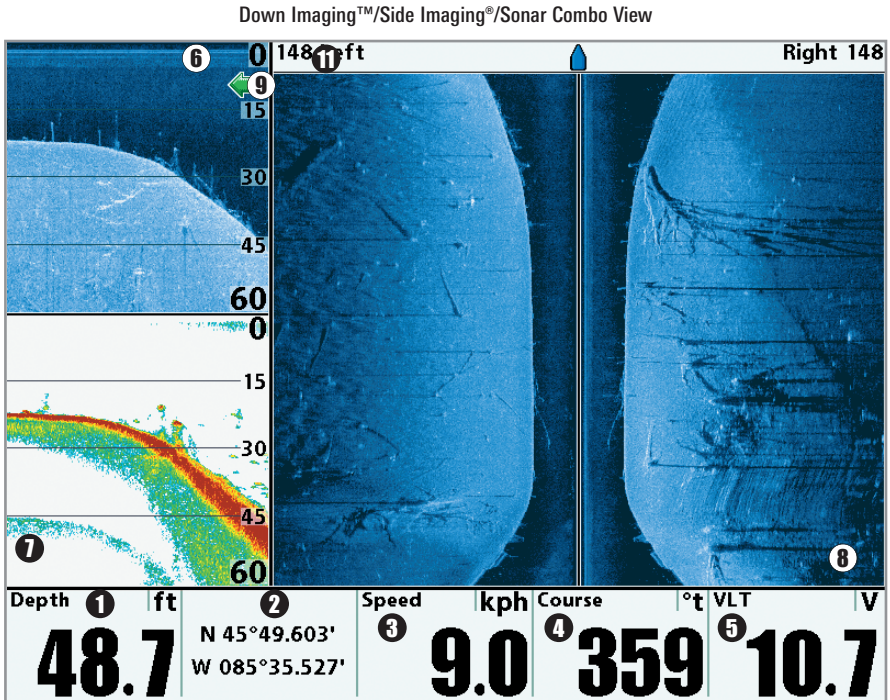 Down Imaging™/Side Imaging®/Sonar Combo View
6 0 148 11 eft Right 148
9
15
30
45
60
0
15
30
45
7 60 8
Depth 1 ft 2 Speed kph Course °t VLT V
3 4 5
48.7 N 45°49.603' 9.0 359 10.7
W 085°35.527'